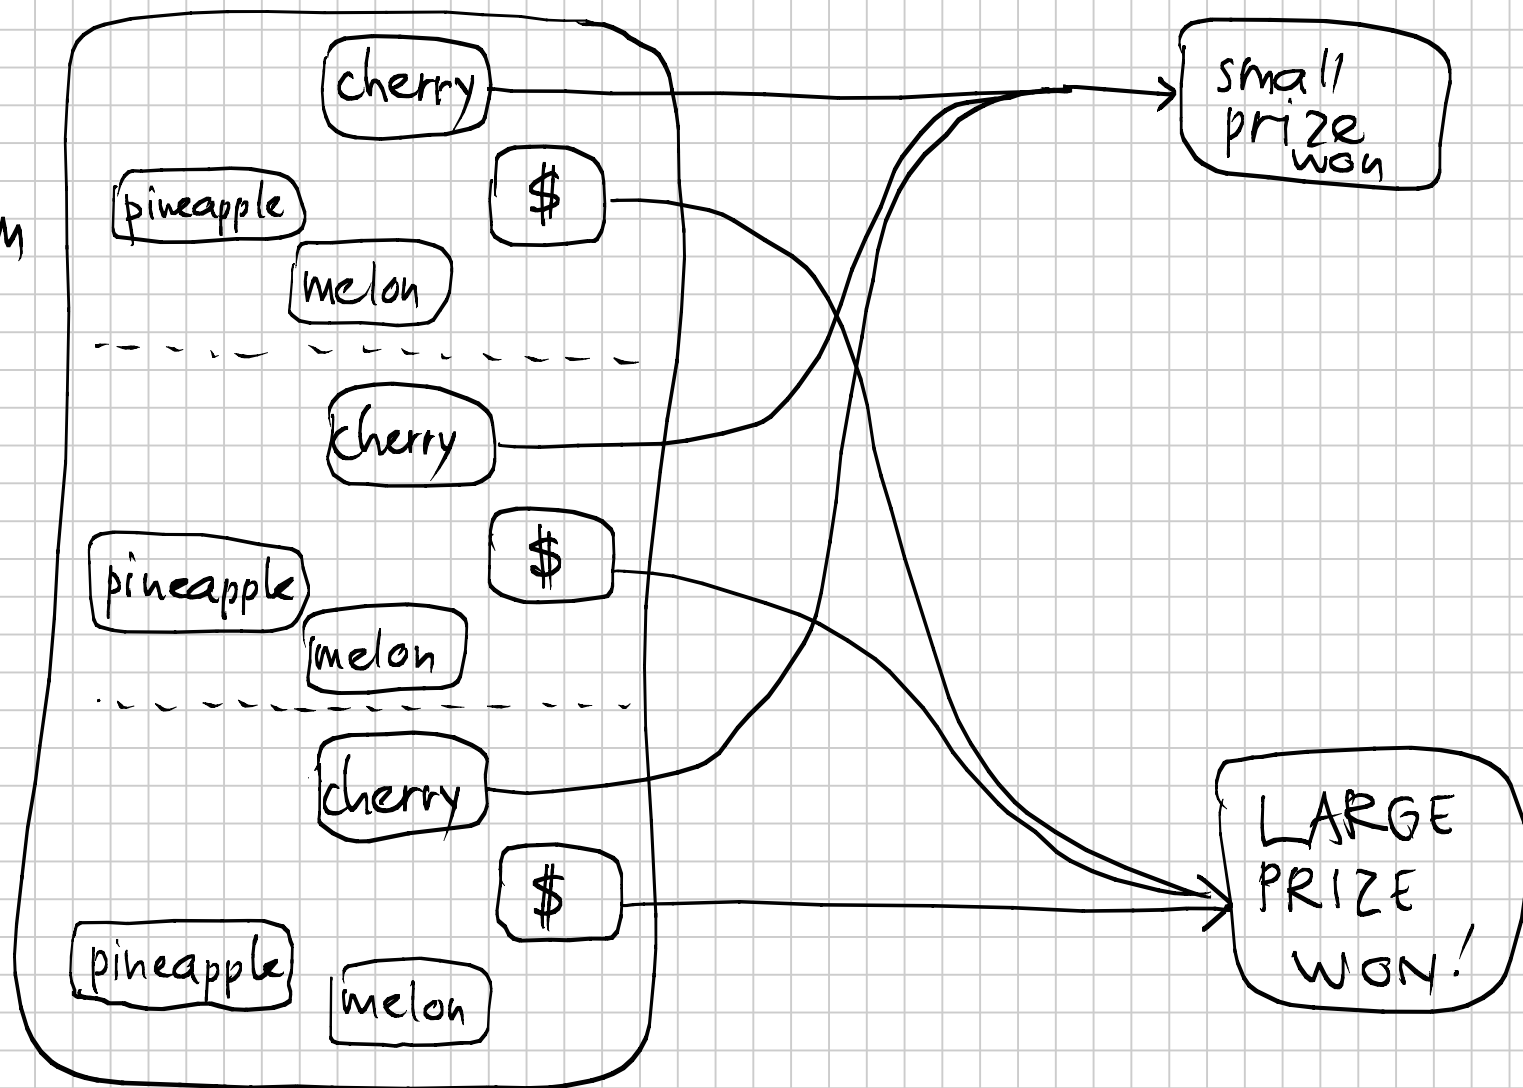 cherry
$
pineapple
melon
cherry
$
pineapple
melon
cherry
$
pineapple
melon
small
prize
won
LARGE
PRIZE
WON!